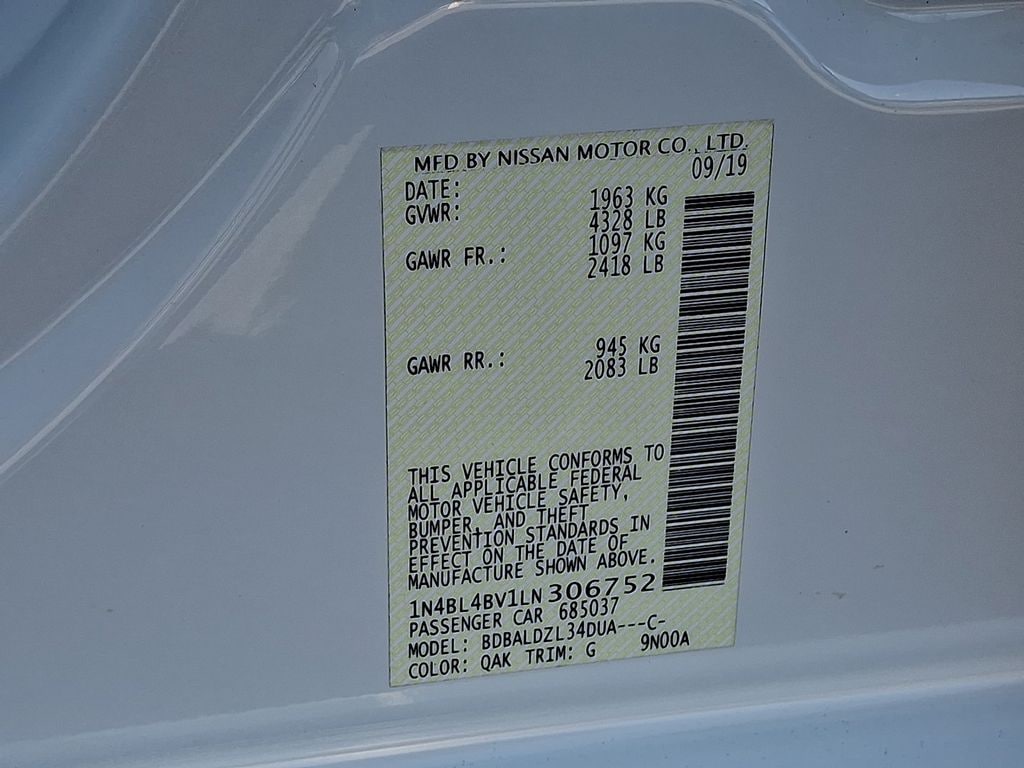 MFD BY NISSAN MOTOR CO., LTD.
DATE: 09/19
GVWR: 1963 KG
4328 LB
GAWR FR.: 1097 KG
2418 LB
GAWR RR.: 945 KG
2083 LB
THIS VEHICLE CONFORMS TO
ALL APPLICABLE FEDERAL
MOTOR VEHICLE SAFETY,
BUMPER, AND THEFT
PREVENTION STANDARDS IN
EFFECT ON THE DATE OF
MANUFACTURE SHOWN ABOVE.
1N4BL4BV1LN306752
PASSENGER CAR 685037
MODEL: BDBALDZL34DUA---C-
COLOR: QAK TRIM: G 9N00A